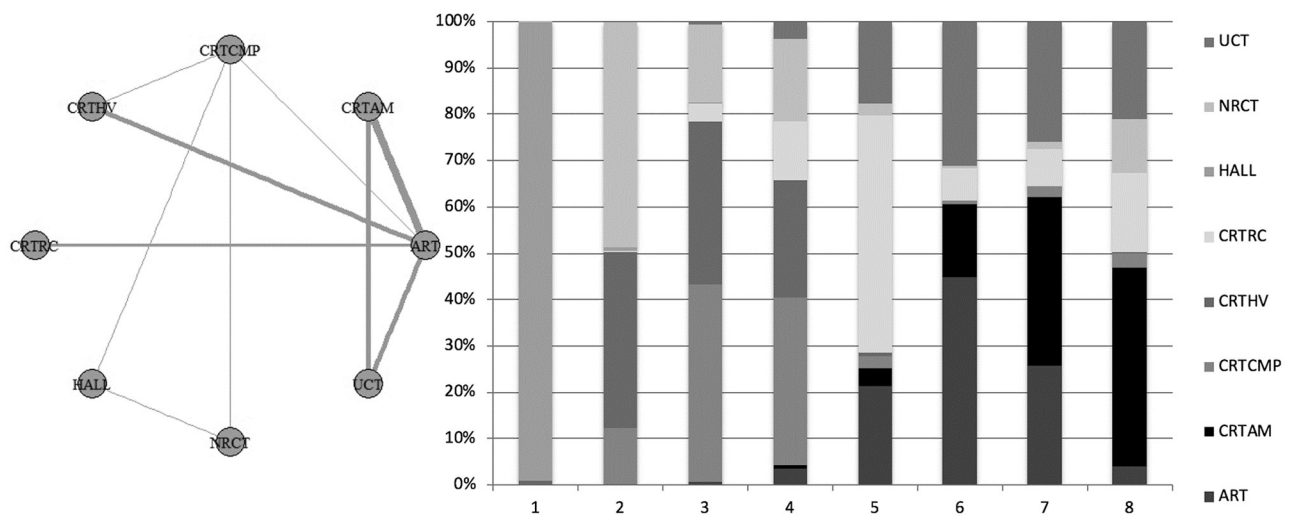 CRTCMP
CRTHV
CRTAM
CRTRC
ART
HALL
UCT
NRCT
100%
90%
80%
70%
60%
50%
40%
30%
20%
10%
0%
1 2 3 4 5 6 7 8
UCT
NRCT
HALL
CRTRC
CRTHV
CRTCMP
CRTAM
ART